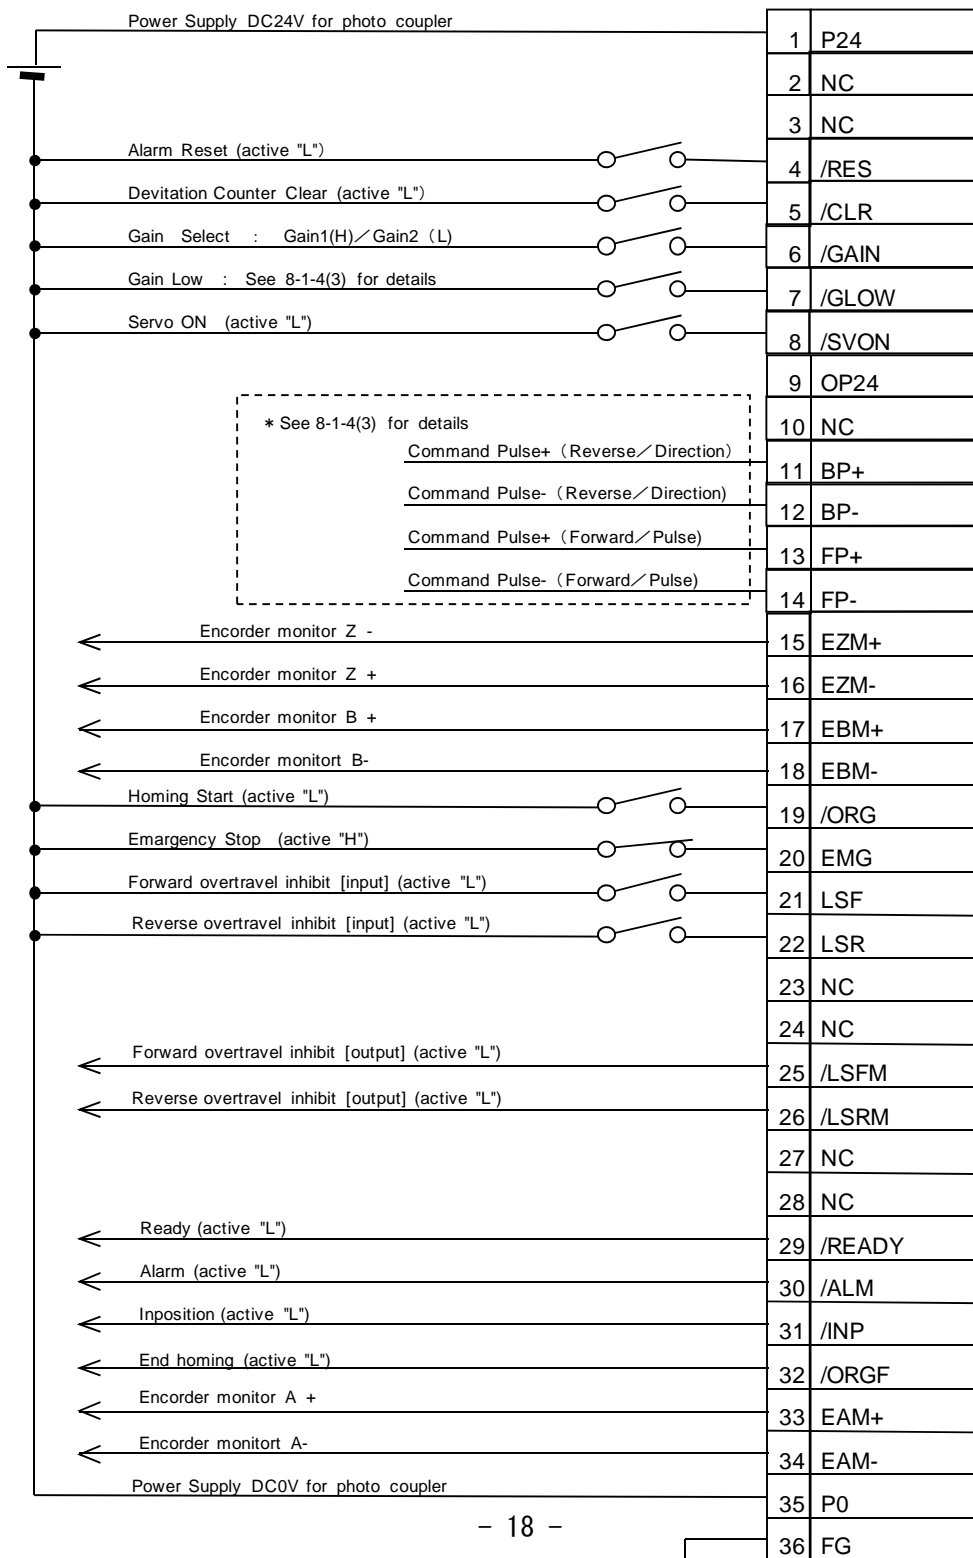 Power Supply DC24V for photo coupler
1 P24
2 NC
3 NC
Alarm Reset (active "L")
4 /RES
Devitation Counter Clear (active "L")
5 /CLR
Gain Select : Gain1(H)／Gain2 (L)
6 /GAIN
Gain Low : See 8-1-4(3) for details
7 /GLOW
Servo ON (active "L")
8 /SVON
9 OP24
* See 8-1-4(3) for details
10 NC
Command Pulse+ (Reverse／Direction)
11 BP+
Command Pulse- (Reverse／Direction)
12 BP-
Command Pulse+ (Forward／Pulse)
13 FP+
Command Pulse- (Forward／Pulse)
14 FP-
Encorder monitor Z -
15 EZM+
Encorder monitor Z +
16 EZM-
Encorder monitor B +
17 EBM+
Encorder monitort B-
18 EBM-
Homing Start (active "L")
19 /ORG
Emargency Stop (active "H")
20 EMG
Forward overtravel inhibit [input] (active "L")
21 LSF
Reverse overtravel inhibit [input] (active "L")
22 LSR
23 NC
24 NC
Forward overtravel inhibit [output] (active "L")
25 /LSFM
Reverse overtravel inhibit [output] (active "L")
26 /LSRM
27 NC
28 NC
Ready (active "L")
29 /READY
Alarm (active "L")
30 /ALM
Inposition (active "L")
31 /INP
End homing (active "L")
32 /ORGF
Encorder monitor A +
33 EAM+
Encorder monitort A-
34 EAM-
Power Supply DC0V for photo coupler
35 P0
36 FG
- 18 -